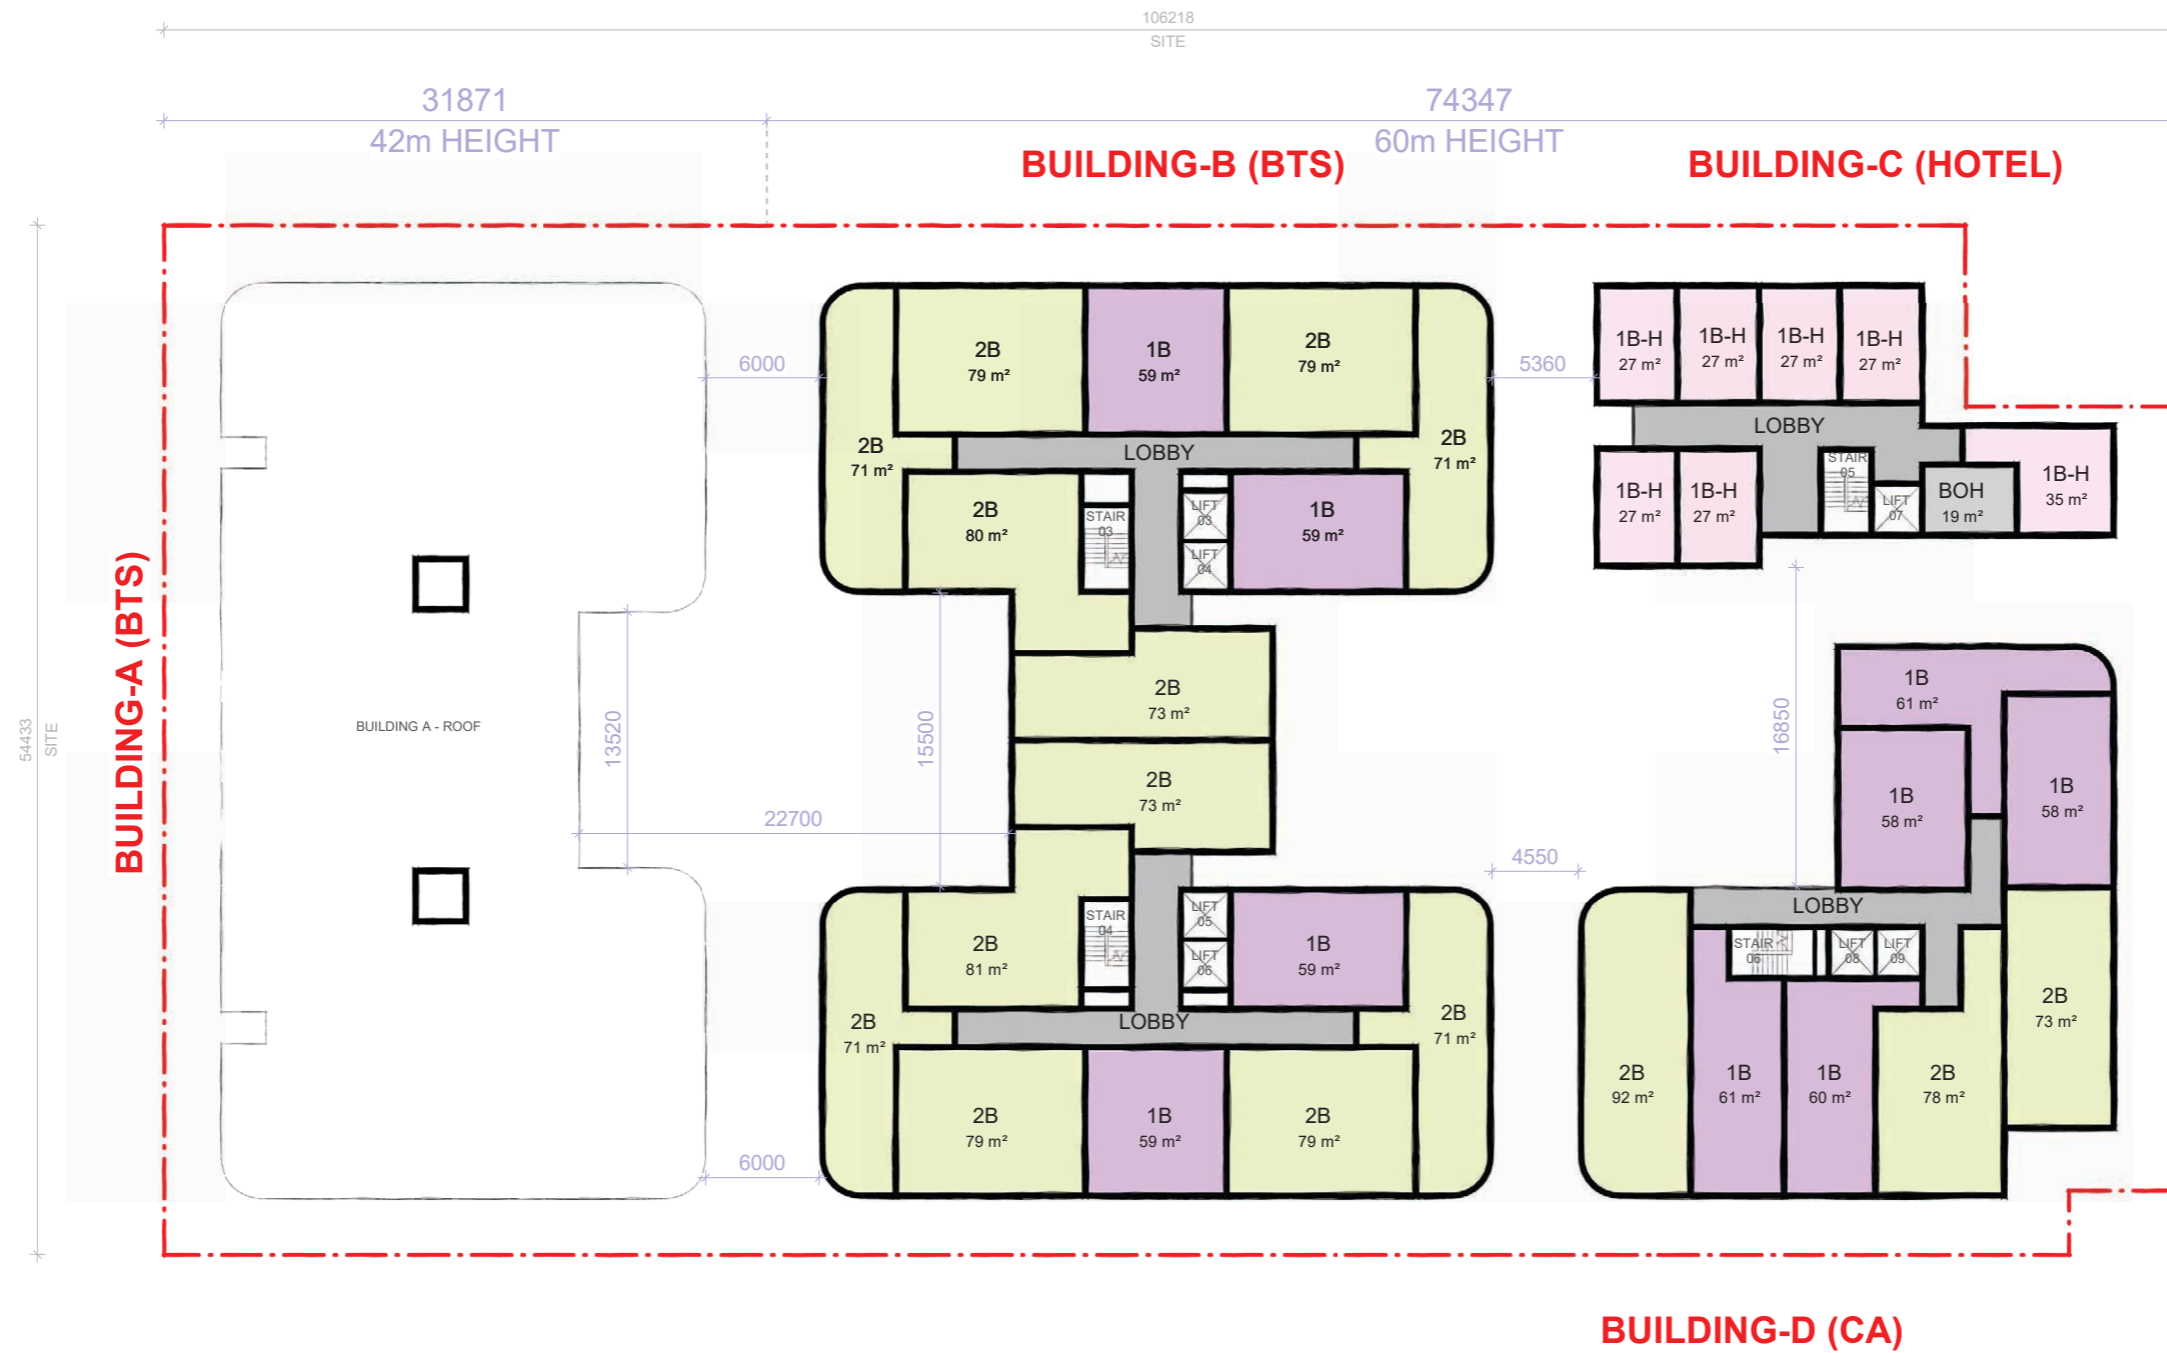 106218
SITE
31871
42m HEIGHT
74347
60m HEIGHT
BUILDING-B (BTS)
BUILDING-C (HOTEL)
BUILDING-A (BTS)
54433
SITE
BUILDING A - ROOF
6000
13520
22700
15500
6000
2B
79 m²
1B
59 m²
2B
79 m²
2B
71 m²
LOBBY
2B
71 m²
2B
80 m²
STAIR
03
LIFT
03
LIFT
04
1B
59 m²
2B
73 m²
2B
73 m²
2B
81 m²
STAIR
04
LIFT
05
LIFT
06
1B
59 m²
2B
71 m²
LOBBY
2B
71 m²
2B
79 m²
1B
59 m²
2B
79 m²
5360
4550
16850
1B-H
27 m²
1B-H
27 m²
1B-H
27 m²
1B-H
27 m²
LOBBY
1B-H
27 m²
1B-H
27 m²
STAIR
05
LIFT
07
BOH
19 m²
1B-H
35 m²
1B
61 m²
1B
58 m²
1B
58 m²
LOBBY
STAIR
06
LIFT
08
LIFT
09
2B
92 m²
1B
61 m²
1B
60 m²
2B
78 m²
2B
73 m²
BUILDING-D (CA)